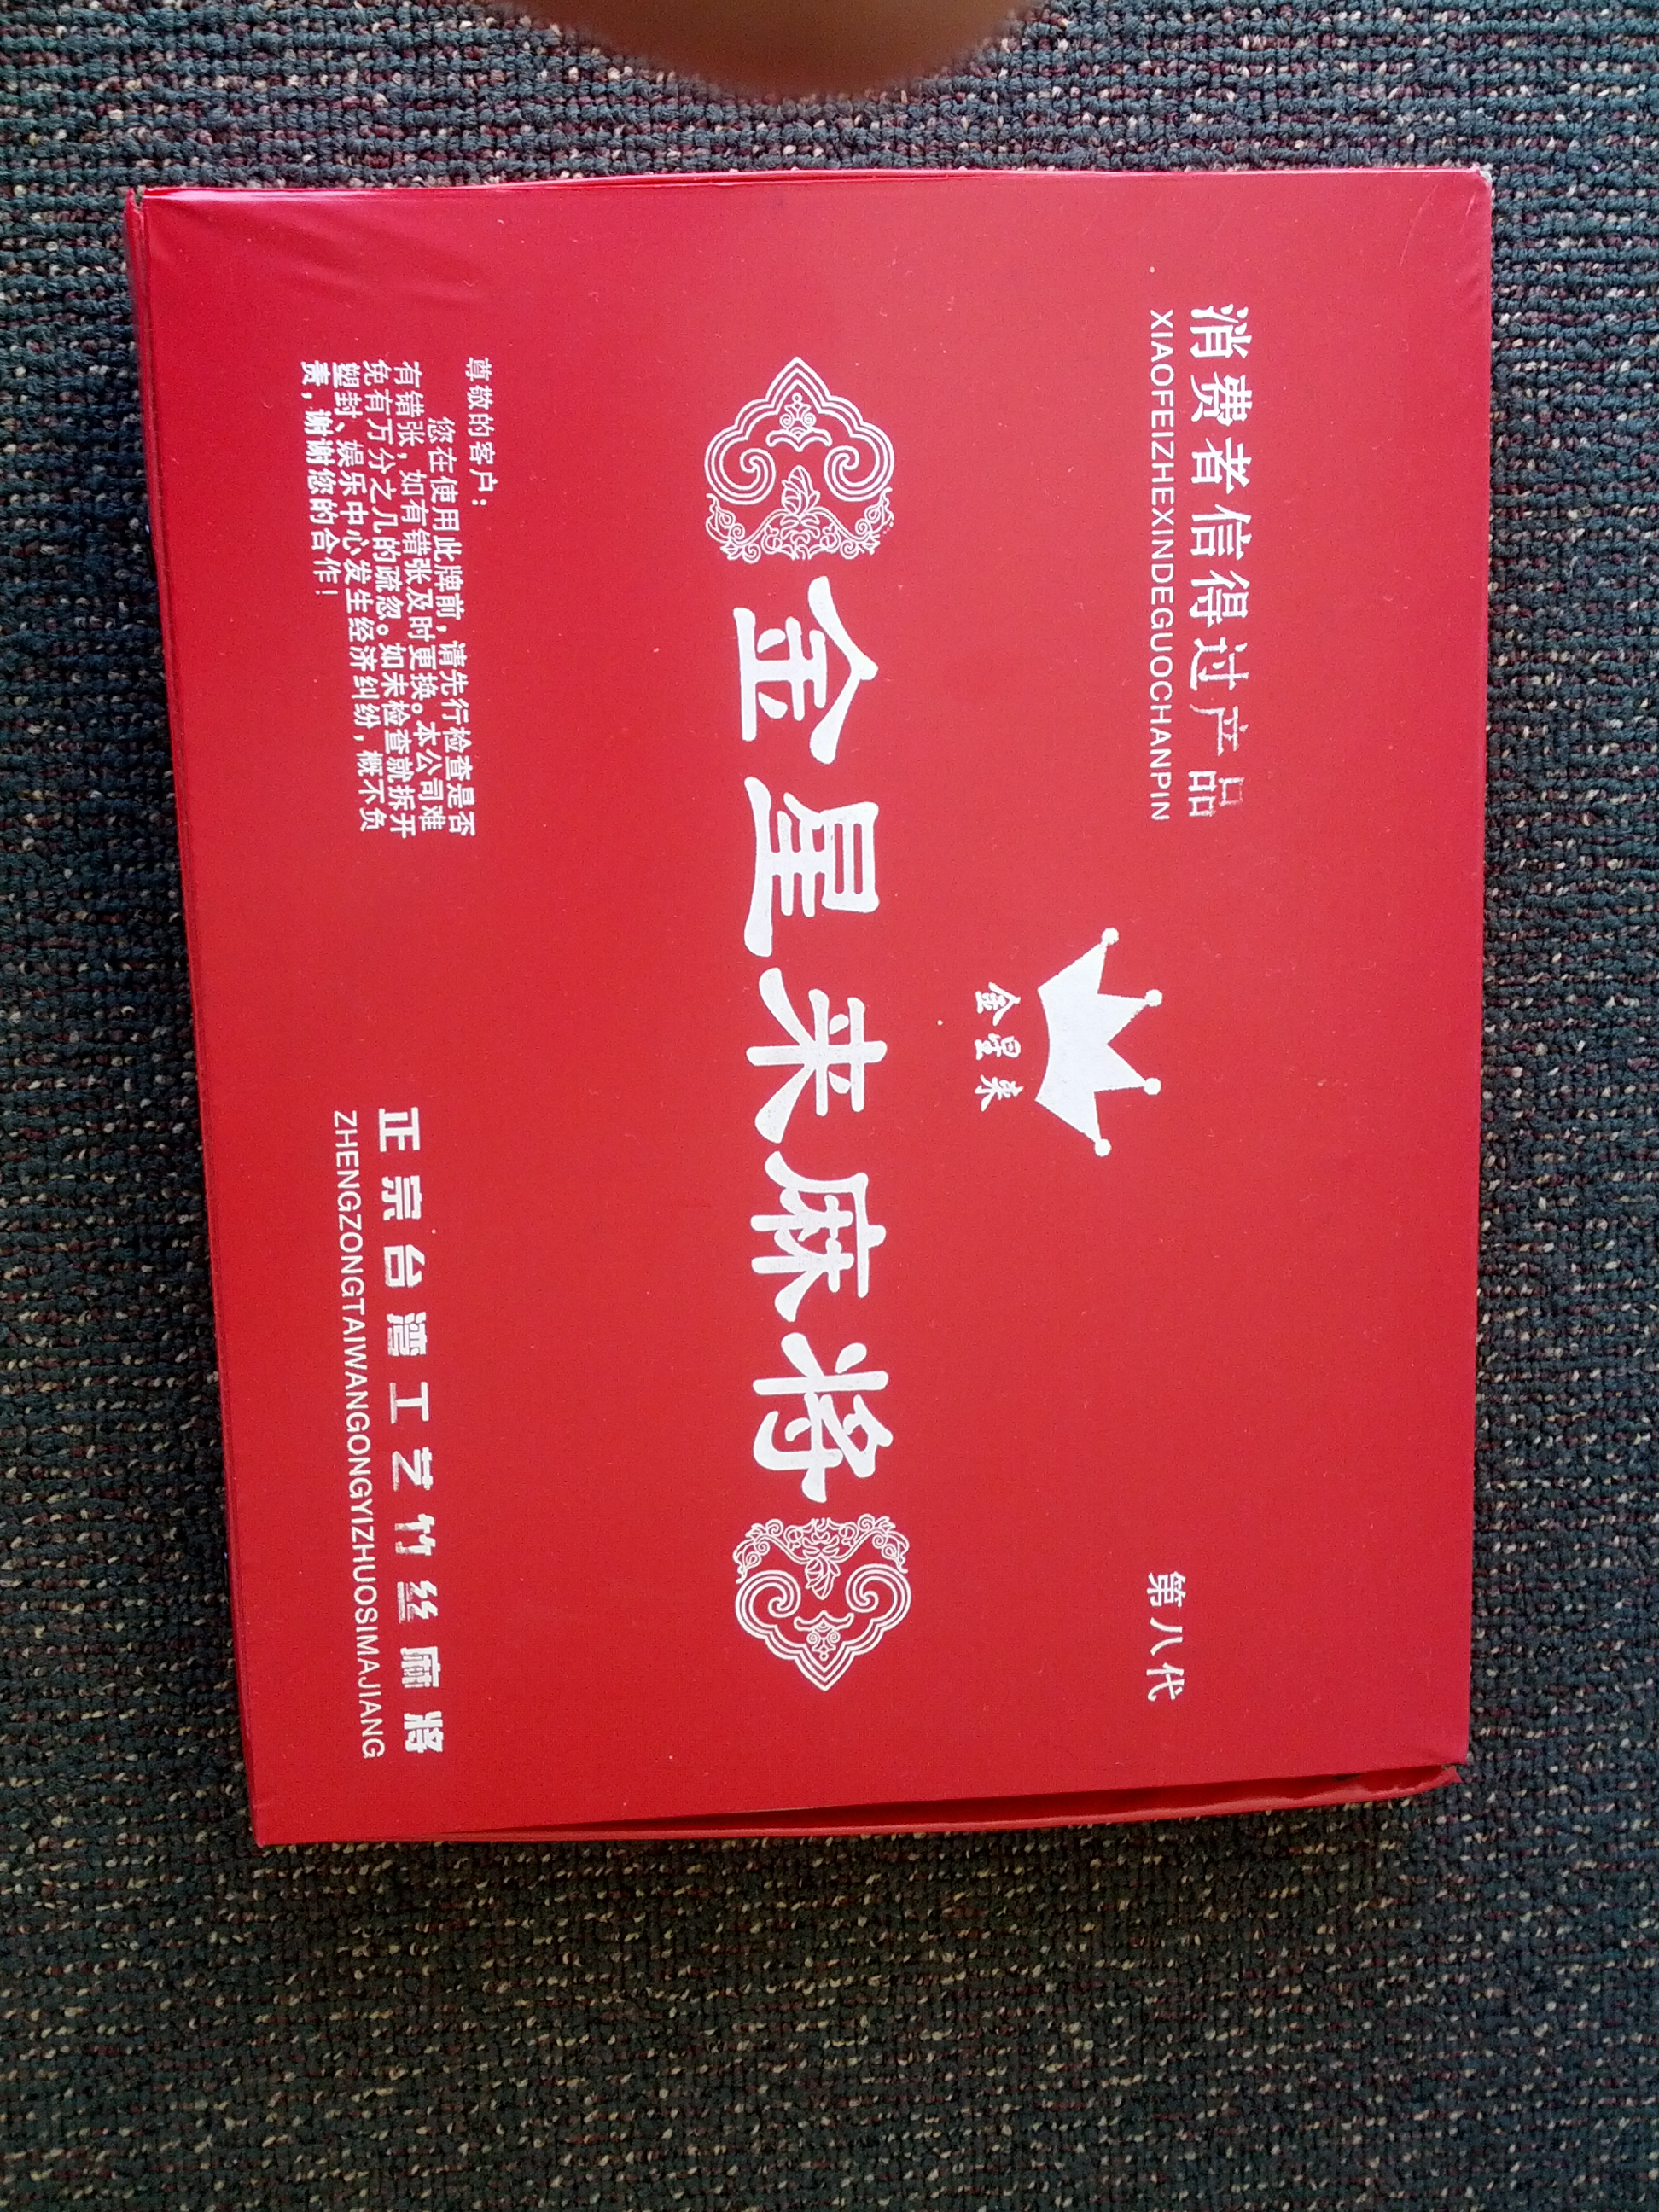 消费者信得过产品
XIAOFEIZHEXINDEGUOCHANPIN
第八代
金星来
金星来麻将
尊敬的客户：
您在使用此牌前，请先行检查是否
有错张，如有错张及时更换。本公司难
免有万分之几的疏忽。如未检查就拆开
塑封、娱乐中心发生经济纠纷，概不负
责，谢谢您的合作！
正宗台湾工艺竹丝麻将
ZHENGZONGTAIWANGONGYIZHUOSIMAJIANG